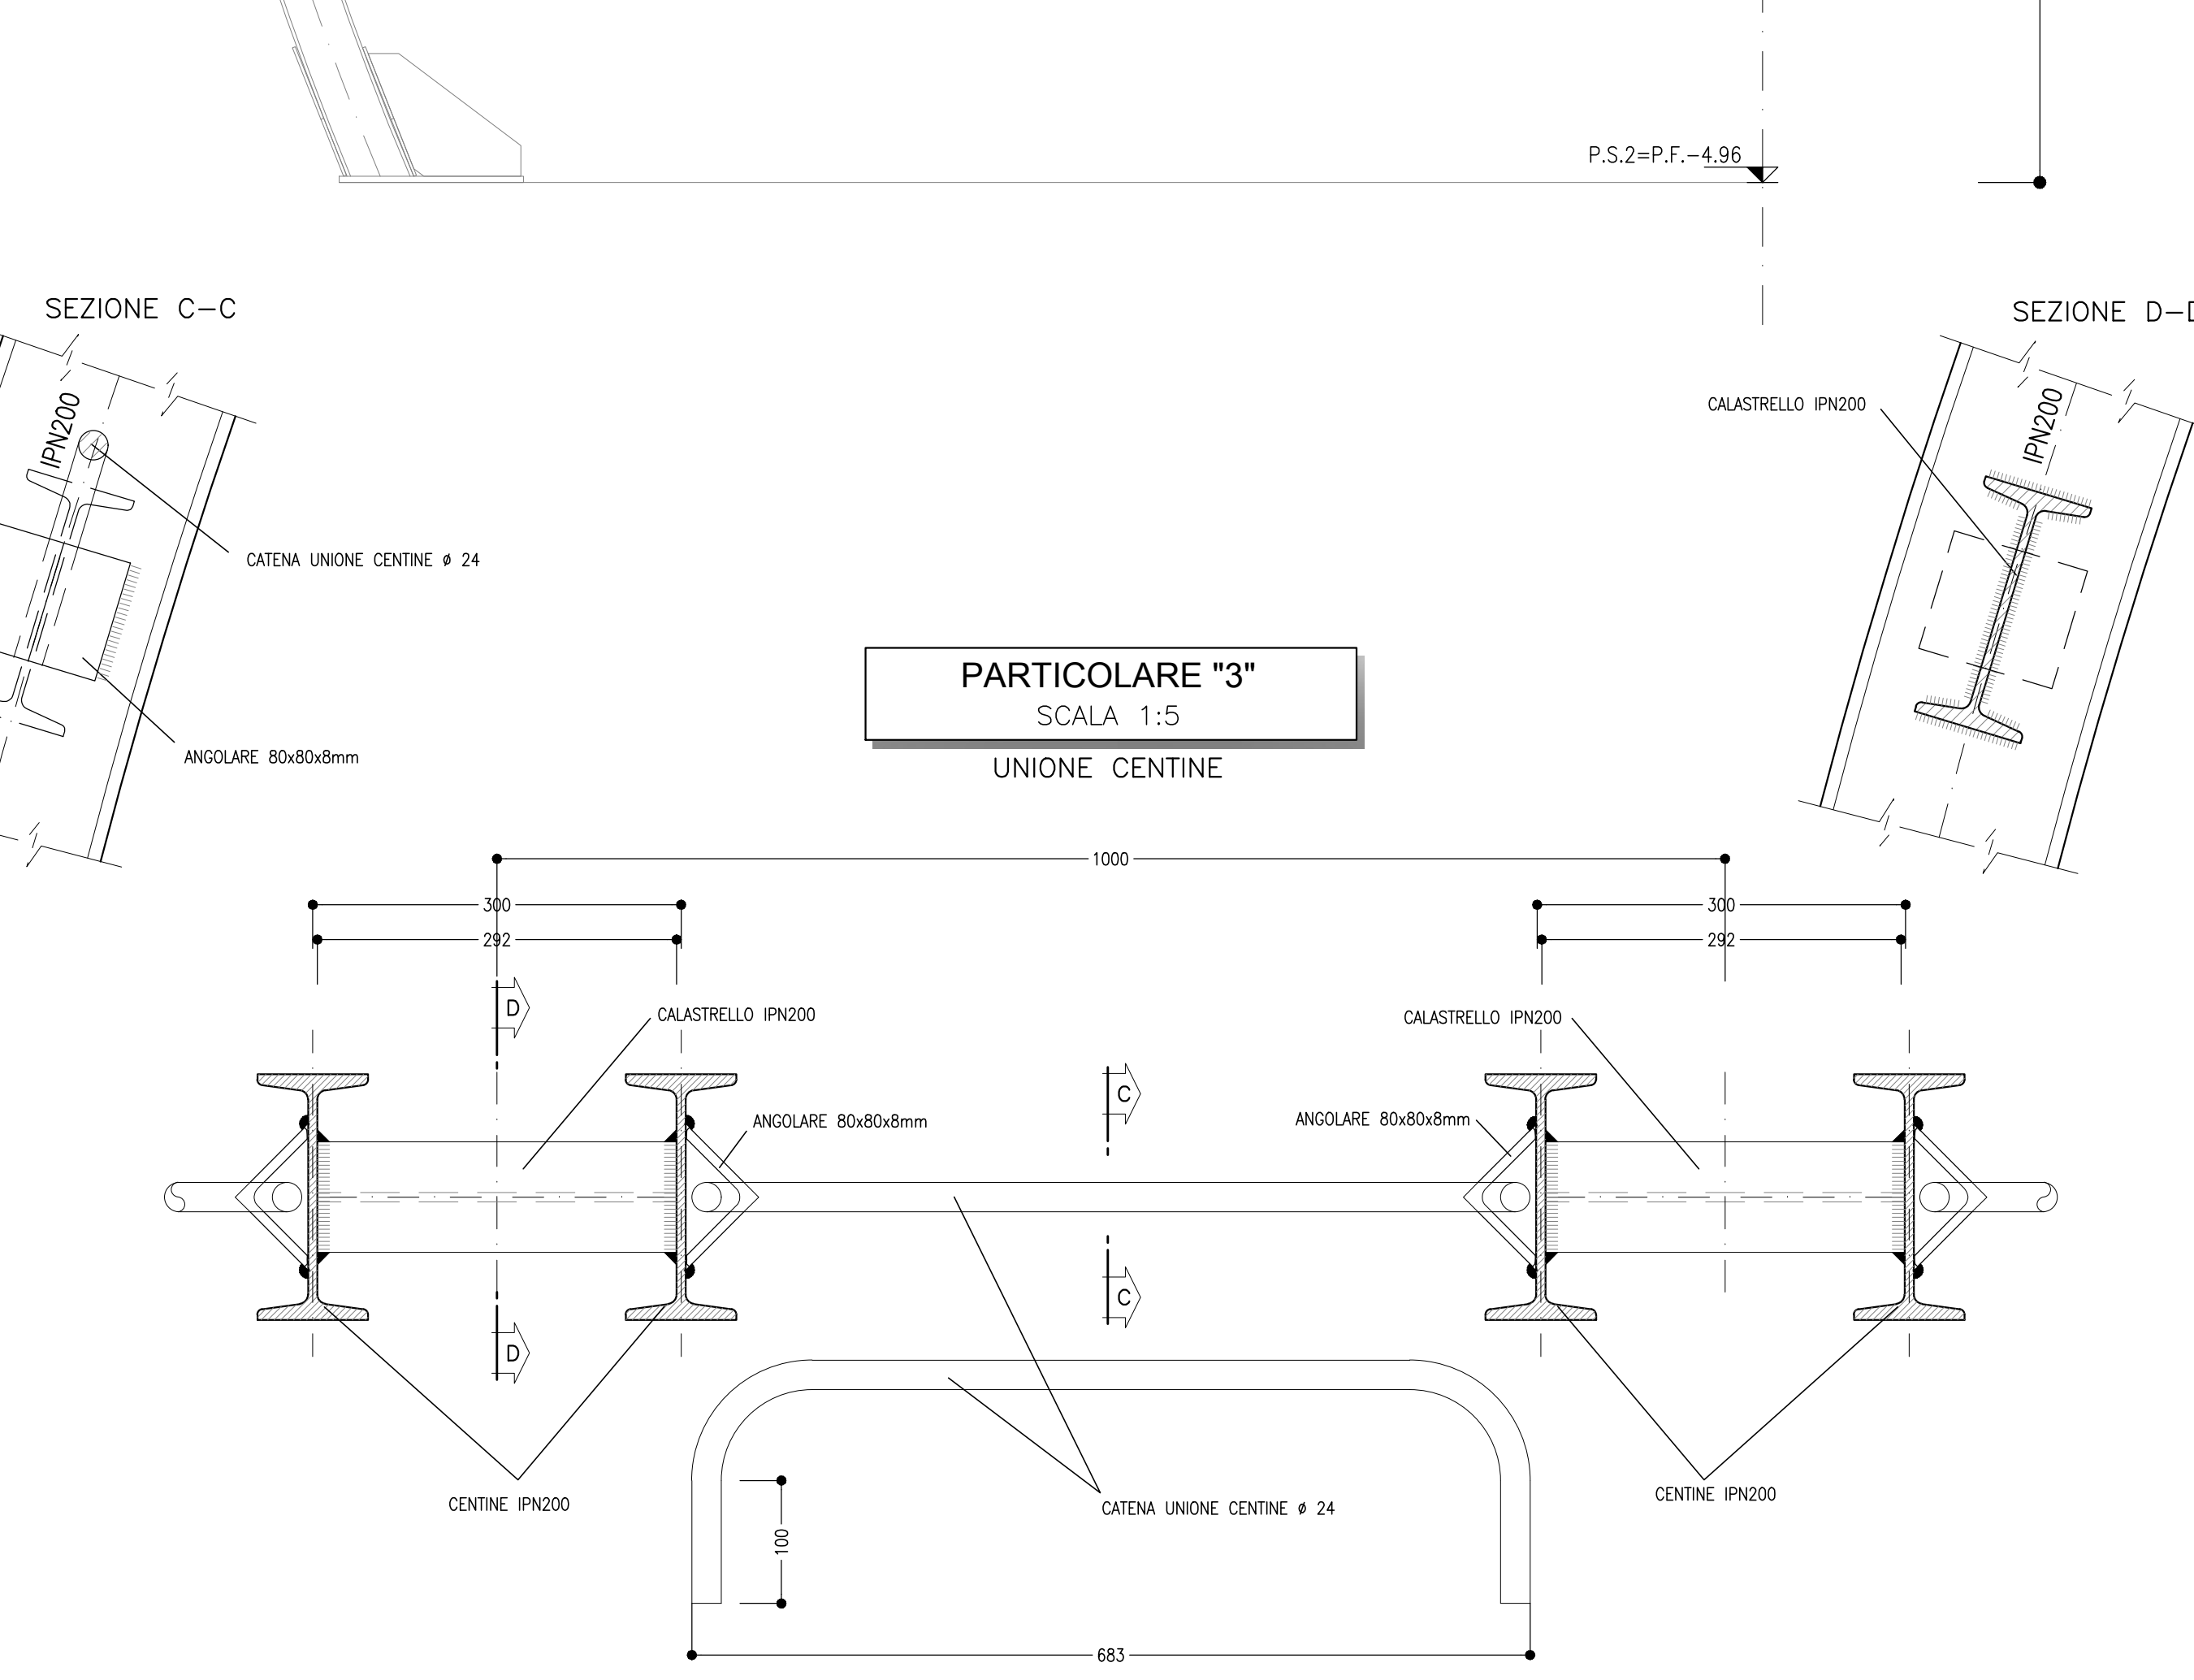 P.S.2=P.F.-4.96
SEZIONE C-C
SEZIONE D-D
IPN200
IPN200
CALASTRELLO IPN200
CATENA UNIONE CENTINE ø 24
PARTICOLARE "3"
SCALA 1:5
UNIONE CENTINE
ANGOLARE 80x80x8mm
1000
300
300
292
292
D
CALASTRELLO IPN200
CALASTRELLO IPN200
C
ANGOLARE 80x80x8mm
ANGOLARE 80x80x8mm
C
D
CENTINE IPN200
CATENA UNIONE CENTINE ø 24
CENTINE IPN200
100
683